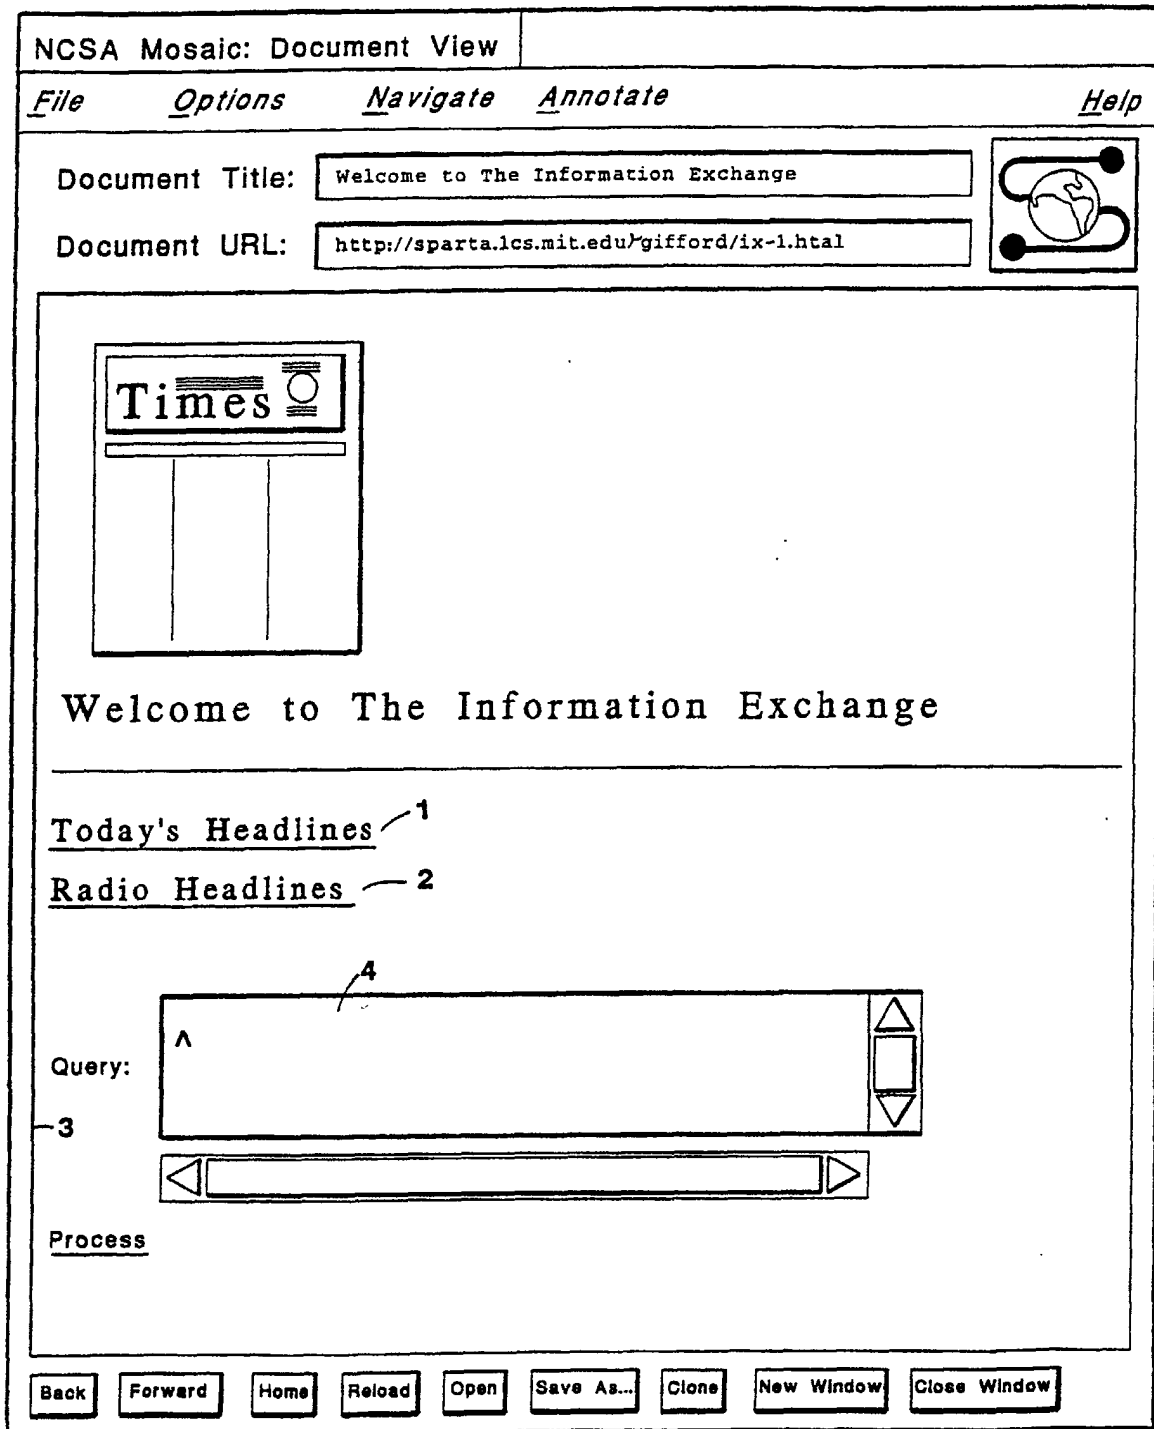 NCSA Mosaic: Document View
File Options Navigate Annotate Help
Document Title: Welcome to The Information Exchange
Document URL: http://sparta.lcs.mit.edu/~gifford/ix-1.htal
Times
Welcome to The Information Exchange
Today's Headlines 1
Radio Headlines 2
4
^
Query:
3
Process
Back Forward Home Reload Open Save As... Clone New Window Close Window